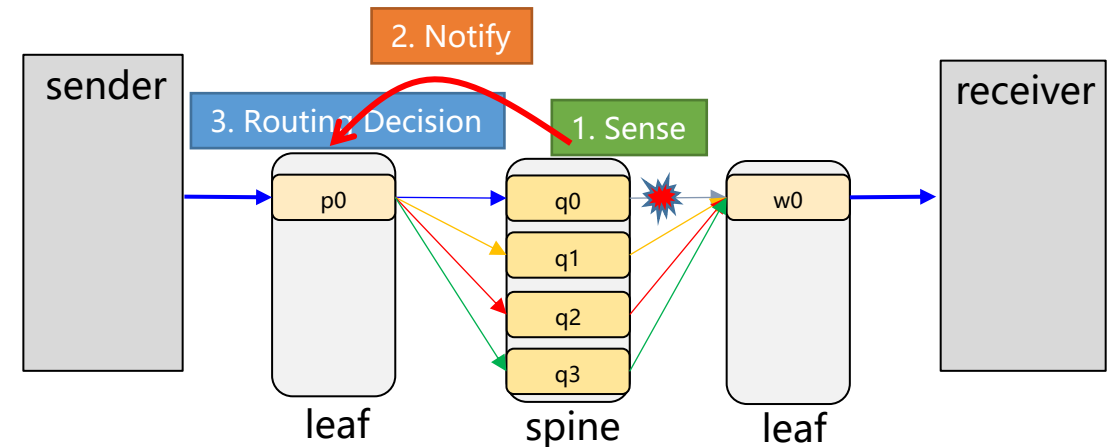 2. Notify
sender
receiver
3. Routing Decision
1. Sense
p0
q0
w0
q1
q2
q3
leaf
spine
leaf